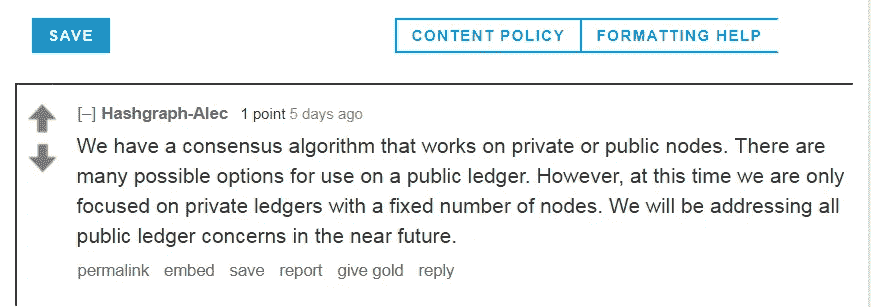 SAVE
CONTENT POLICY FORMATTING HELP
[–] Hashgraph-Alec 1 point 5 days ago
We have a consensus algorithm that works on private or public nodes. There are
many possible options for use on a public ledger. However, at this time we are only
focused on private ledgers with a fixed number of nodes. We will be addressing all
public ledger concerns in the near future.
permalink embed save report give gold reply